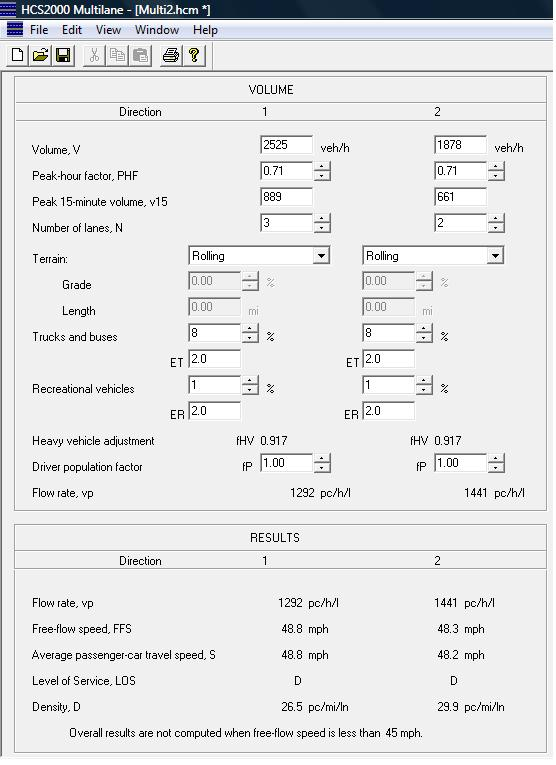 HCS2000 Multilane - [Multi2.hcm *]
File Edit View Window Help
VOLUME
Direction 1 2
Volume, V 2525 veh/h 1878 veh/h
Peak-hour factor, PHF 0.71 0.71
Peak 15-minute volume, v15 889 661
Number of lanes, N 3 2
Terrain: Rolling Rolling
Grade 0.00 % 0.00 %
Length 0.00 mi 0.00 mi
Trucks and buses 8 % 8 %
ET 2.0 ET 2.0
Recreational vehicles 1 % 1 %
ER 2.0 ER 2.0
Heavy vehicle adjustment fHV 0.917 fHV 0.917
Driver population factor fP 1.00 fP 1.00
Flow rate, vp 1292 pc/h/l 1441 pc/h/l
RESULTS
Direction 1 2
Flow rate, vp 1292 pc/h/l 1441 pc/h/l
Free-flow speed, FFS 48.8 mph 48.3 mph
Average passenger-car travel speed, S 48.8 mph 48.2 mph
Level of Service, LOS D D
Density, D 26.5 pc/mi/ln 29.9 pc/mi/ln
Overall results are not computed when free-flow speed is less than 45 mph.